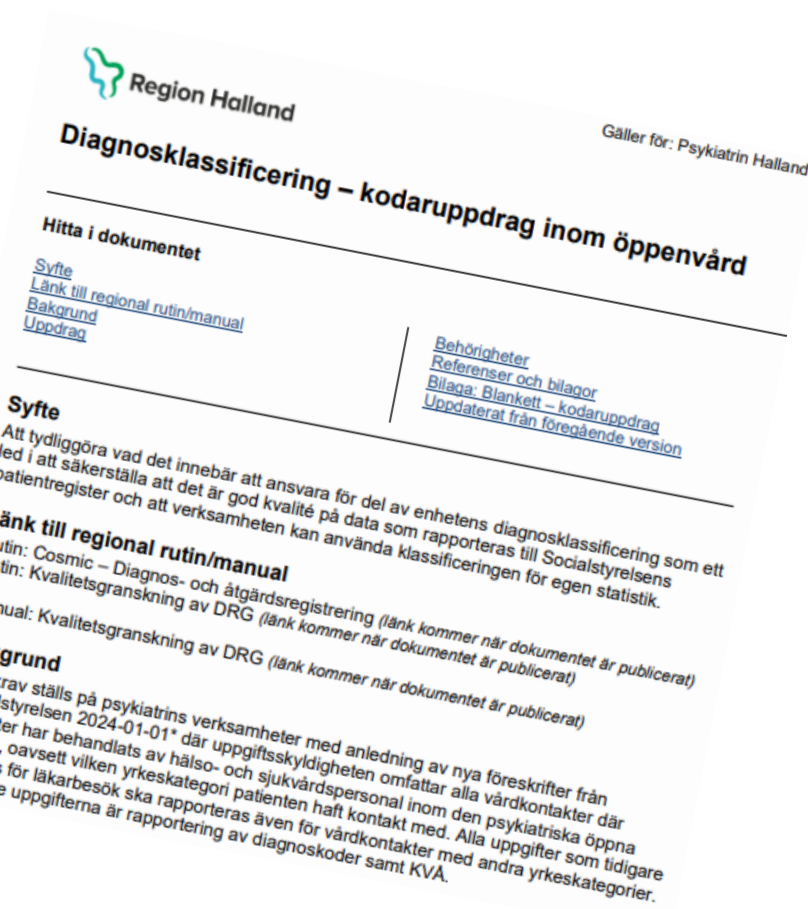 Region Halland
Gäller för: Psykiatrin Halland
Diagnosklassificering – kodaruppdrag inom öppenvård
Hitta i dokumentet
Syfte
Länk till regional rutin/manual
Bakgrund
Uppdrag
Behörigheter
Referenser och bilagor
Bilaga: Blankett – kodaruppdrag
Uppdaterat från föregående version
Syfte
Att tydliggöra vad det innebär att ansvara för del av enhetens diagnosklassificering som ett
led i att säkerställa att det är god kvalité på data som rapporteras till Socialstyrelsens
patientregister och att verksamheten kan använda klassificeringen för egen statistik.
änk till regional rutin/manual
utin: Cosmic – Diagnos- och åtgärdsregistrering (länk kommer när dokumentet är publicerat)
tin: Kvalitetsgranskning av DRG (länk kommer när dokumentet är publicerat)
nual: Kvalitetsgranskning av DRG (länk kommer när dokumentet är publicerat)
grund
rav ställs på psykiatrins verksamheter med anledning av nya föreskrifter från
lstyrelsen 2024-01-01* där uppgiftsskyldigheten omfattar alla vårdkontakter där
ter har behandlats av hälso- och sjukvårdspersonal inom den psykiatriska öppna
, oavsett vilken yrkeskategori patienten haft kontakt med. Alla uppgifter som tidigare
s för läkarbesök ska rapporteras även för vårdkontakter med andra yrkeskategorier.
e uppgifterna är rapportering av diagnoskoder samt KVÅ.